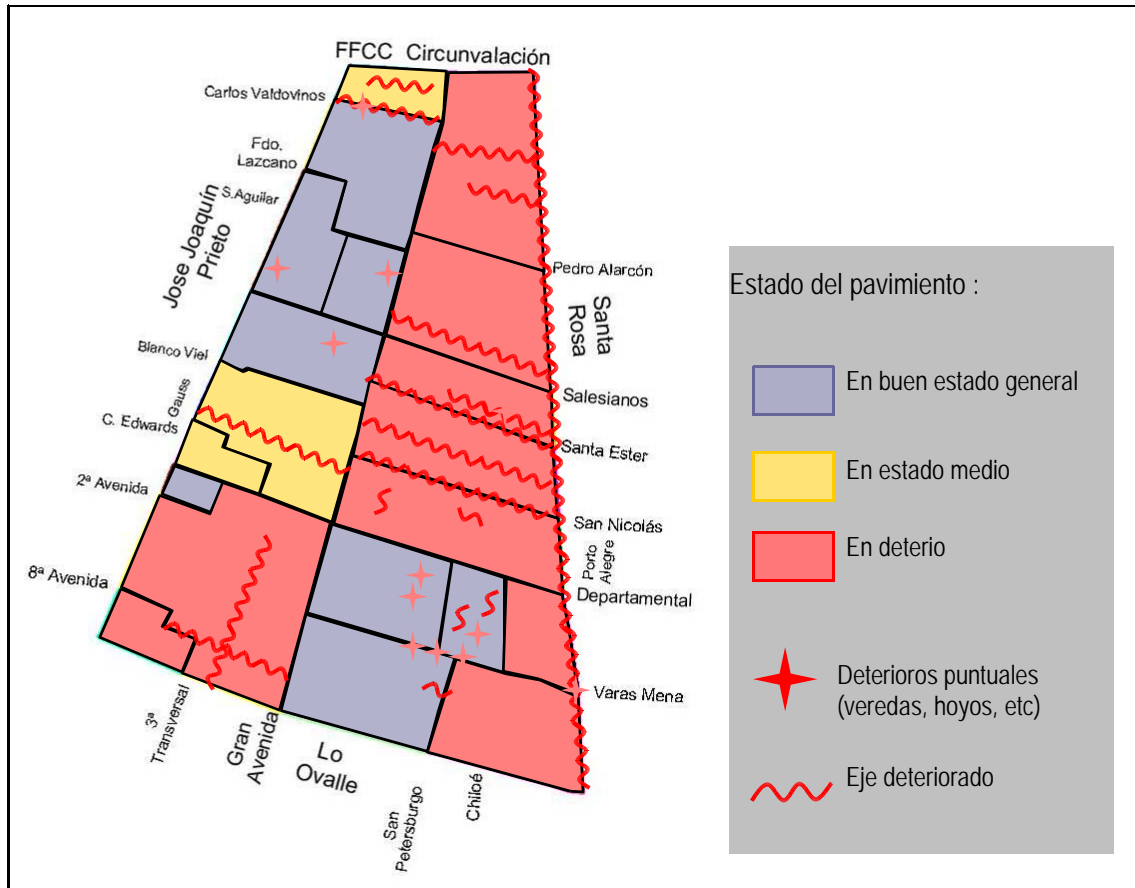 FFCC Circunvalación
Carlos Valdovinos
Fdo.
Lazcano
S.Aguilar
Jose Joaquín
Prieto
Pedro Alarcón
Santa
Rosa
Blanco Viel
Gauss
C. Edwards
Salesianos
Santa Ester
2ª Avenida
San Nicolás
Porto
Alegre
8ª Avenida
Departamental
Varas Mena
3ª
Transversal
Gran
Avenida
Lo
Ovalle
San
Petersburgo
Chiloé
Estado del pavimento :
En buen estado general
En estado medio
En deterio
Deterioros puntuales
(veredas, hoyos, etc)
Eje deteriorado